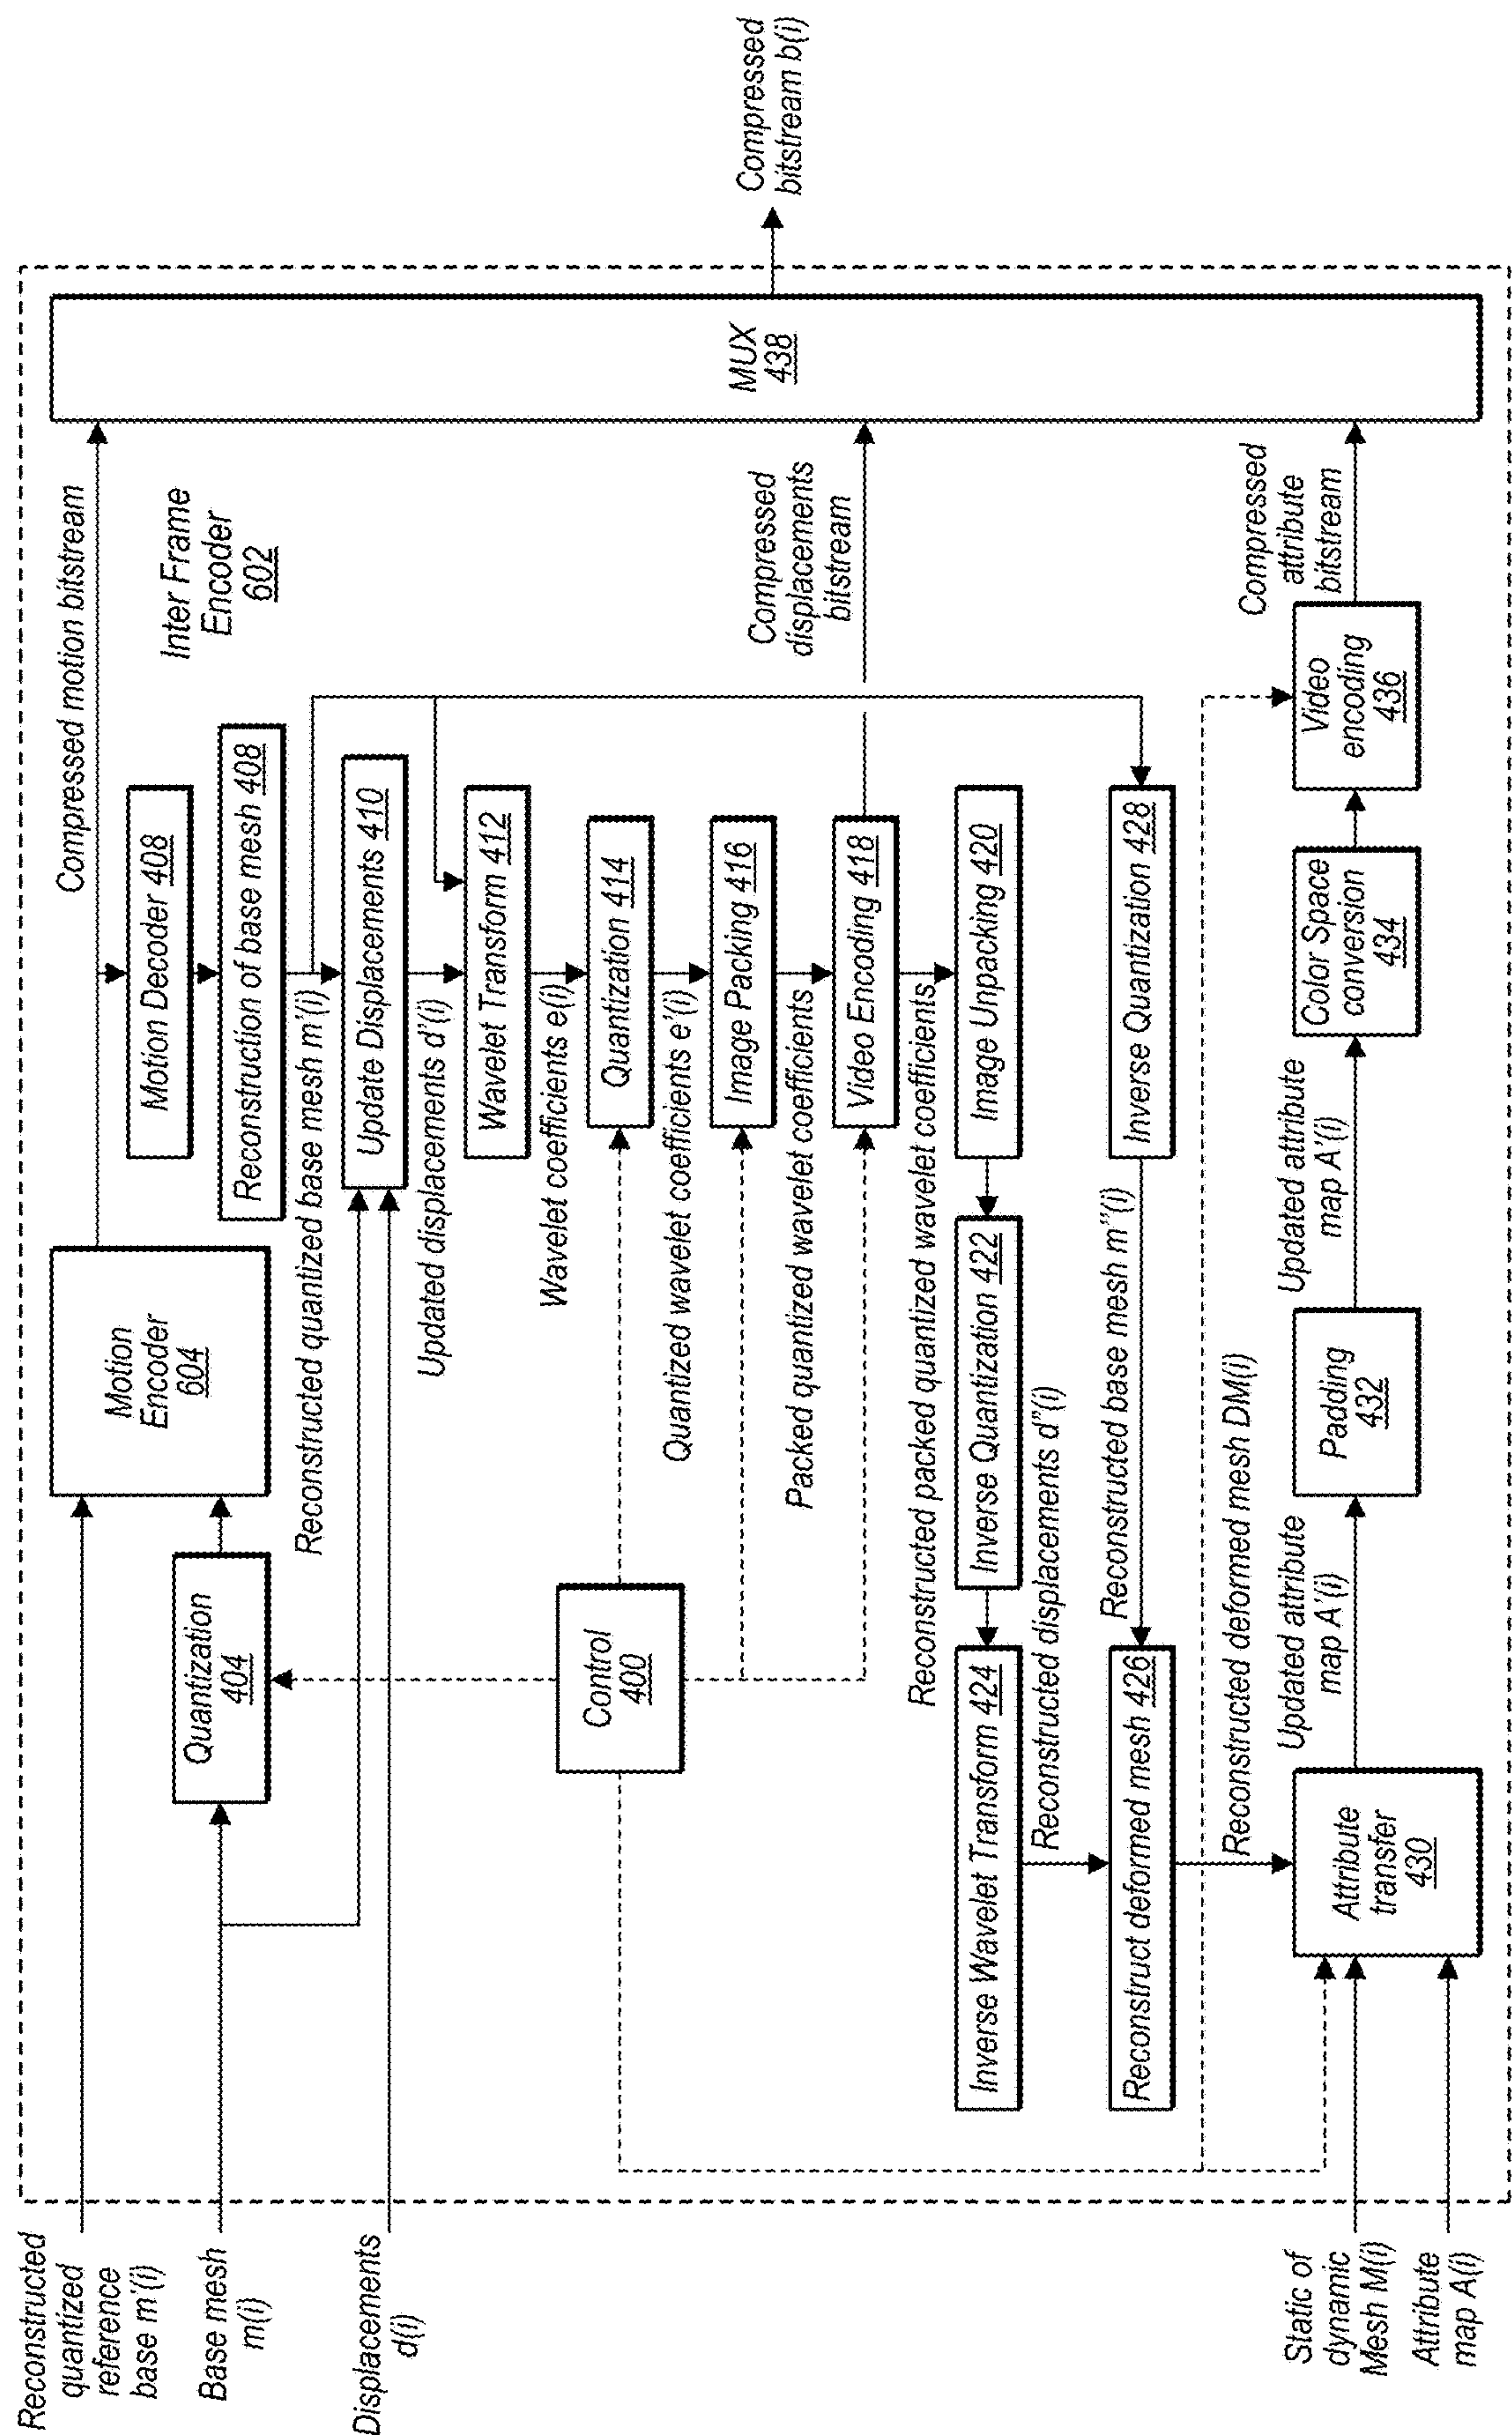 Reconstructed
quantized
reference
base m'(i)
Base mesh
m(i)
Displacements
d(i)
Static of
dynamic
Mesh M(i)
Attribute
map A(i)
Quantization
404
Motion
Encoder
604
Compressed motion bitstream
Inter Frame
Encoder
602
Motion Decoder 408
Reconstruction of base mesh 408
Reconstructed quantized base mesh m'(i)
Update Displacements 410
Updated displacements d'(i)
Wavelet Transform 412
Wavelet coefficients e(i)
Control
400
Quantization 414
Quantized wavelet coefficients e'(i)
Image Packing 416
Packed quantized wavelet coefficients
Video Encoding 418
Compressed
displacements
bitstream
Reconstructed packed quantized wavelet coefficients
Inverse Wavelet Transform 424
Inverse Quantization 422
Image Unpacking 420
Reconstructed displacements d"(i)
Reconstruct deformed mesh 426
Reconstructed base mesh m"(i)
Inverse Quantization 428
Reconstructed deformed mesh DM(i)
Attribute
transfer
430
Updated attribute
map A'(i)
Padding
432
Updated attribute
map A'(i)
Color Space
conversion
434
Video
encoding
436
Compressed
attribute
bitstream
MUX
438
Compressed
bitstream b(i)